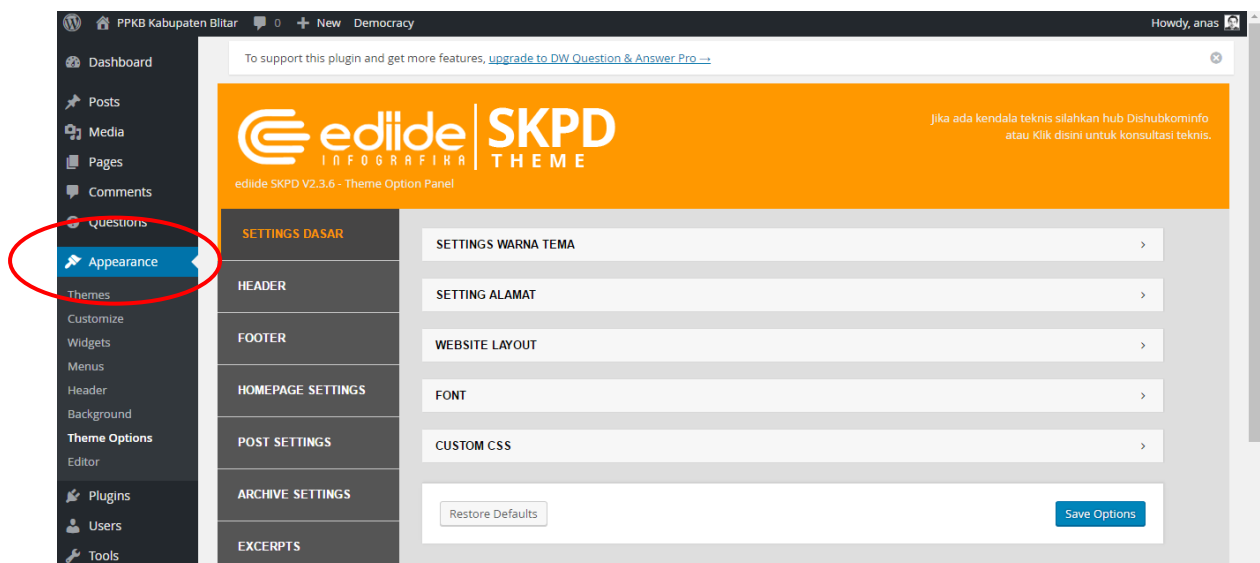 PPKB Kabupaten Blitar 0 New Democracy Howdy, anas
Dashboard
Posts
Media
Pages
Comments
Questions
Appearance
Themes
Customize
Widgets
Menus
Header
Background
Theme Options
Editor
Plugins
Users
Tools
To support this plugin and get more features, upgrade to DW Question & Answer Pro →
ediide
INFOGRAFIKA
SKPD
THEME
ediide SKPD V2.3.6 - Theme Option Panel
Jika ada kendala teknis silahkan hub Dishubkominfo
atau Klik disini untuk konsultasi teknis.
SETTINGS DASAR
HEADER
FOOTER
HOMEPAGE SETTINGS
POST SETTINGS
ARCHIVE SETTINGS
EXCERPTS
SETTINGS WARNA TEMA
SETTING ALAMAT
WEBSITE LAYOUT
FONT
CUSTOM CSS
Restore Defaults
Save Options